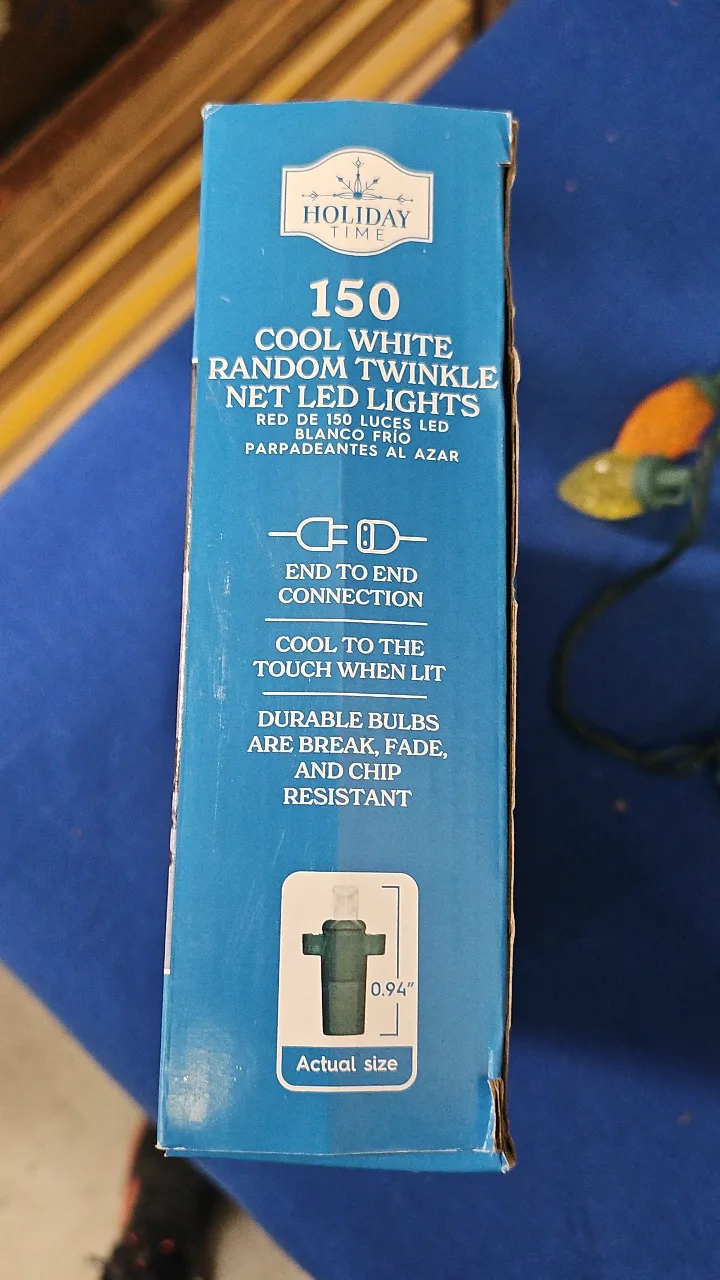 HOLIDAY
TIME
150
COOL WHITE
RANDOM TWINKLE
NET LED LIGHTS
RED DE 150 LUCES LED
BLANCO FRÍO
PARPADEANTES AL AZAR
END TO END
CONNECTION
COOL TO THE
TOUCH WHEN LIT
DURABLE BULBS
ARE BREAK, FADE,
AND CHIP
RESISTANT
0.94"
Actual size